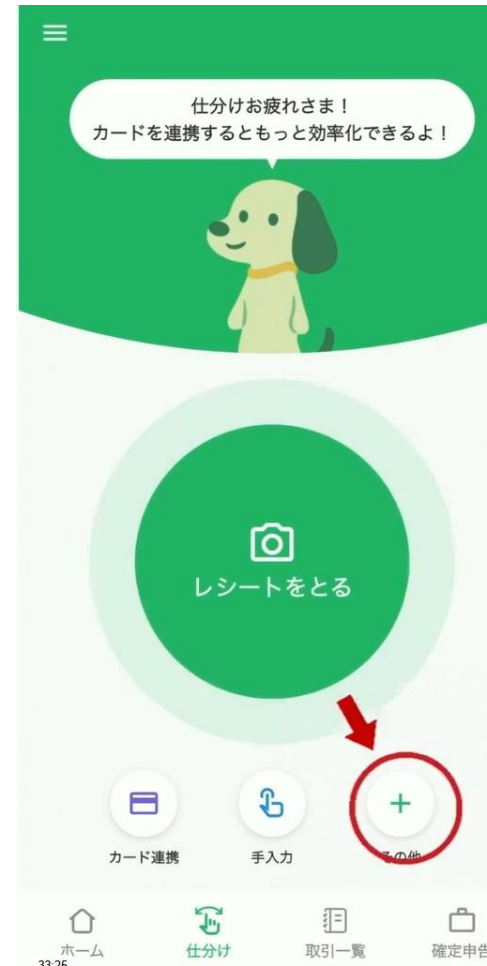 仕分けお疲れさま！
カードを連携するともっと効率化できるよ！
レシートをとる
カード連携
手入力
その他
ホーム
仕分け
取引一覧
確定申告
33:25